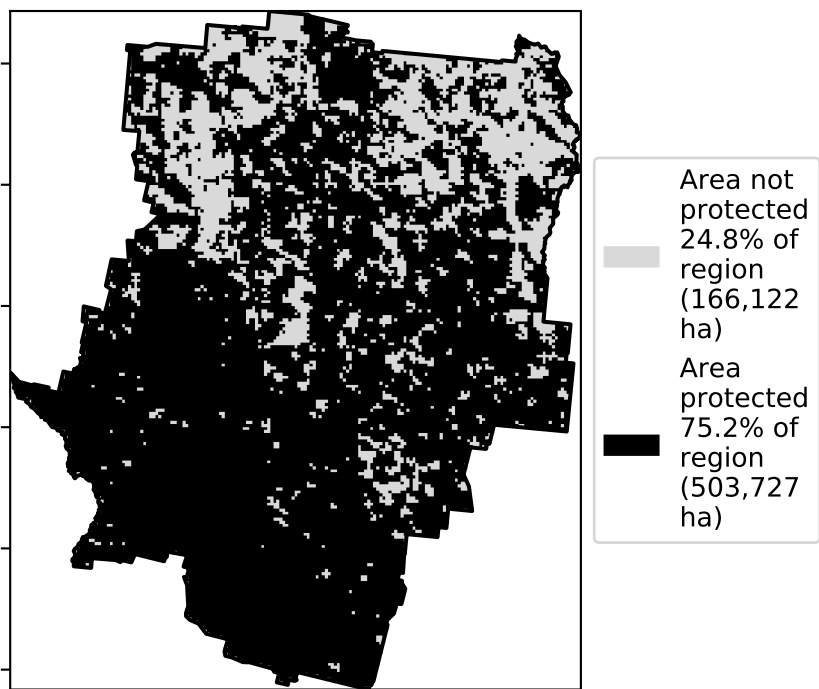 Area not
protected
24.8% of
region
(166,122
ha)
Area
protected
75.2% of
region
(503,727
ha)